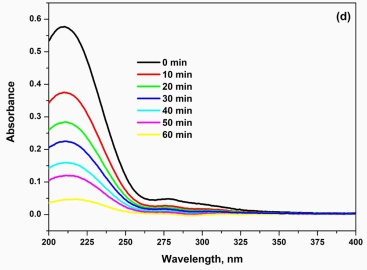 (d)
0.6
0.5
0.4
0.3
0.2
0.1
0.0
Absorbance
0 min
10 min
20 min
30 min
40 min
50 min
60 min
200 225 250 275 300 325 350 375 400
Wavelength, nm